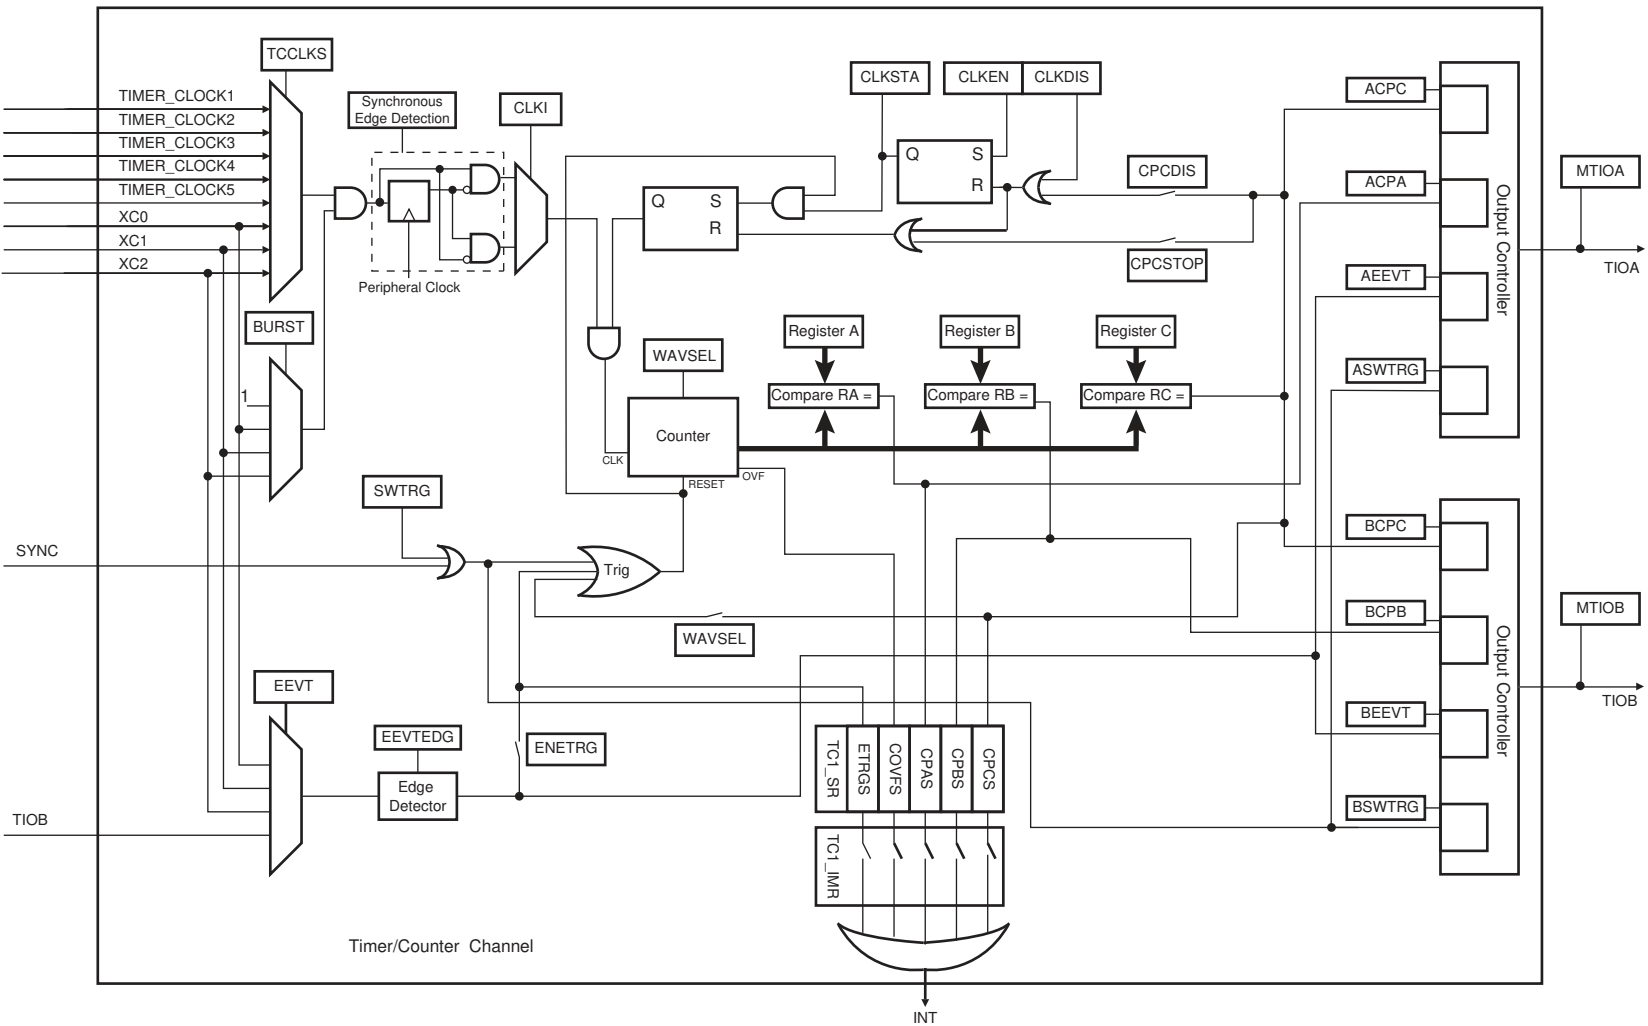 TCCLKS
TIMER_CLOCK1
TIMER_CLOCK2
TIMER_CLOCK3
TIMER_CLOCK4
TIMER_CLOCK5
XC0
XC1
XC2
Synchronous
Edge Detection
CLKI
Peripheral Clock
BURST
1
CLKSTA
CLKEN
CLKDIS
Q
S
R
Q
S
R
CPCDIS
CPCSTOP
ACPC
ACPA
AEEVT
ASWTRG
Output Controller
MTIOA
TIOA
Register A
Register B
Register C
Compare RA =
Compare RB =
Compare RC =
WAVSEL
Counter
CLK
RESET
OVF
SWTRG
SYNC
Trig
WAVSEL
BCPC
BCPB
BEEVT
BSWTRG
Output Controller
MTIOB
TIOB
EEVT
EEVTEDG
Edge
Detector
ENETRG
TIOB
TC1_SR
ETRGS
COVFS
CPAS
CPBS
CPCS
TC1_IMR
Timer/Counter Channel
INT